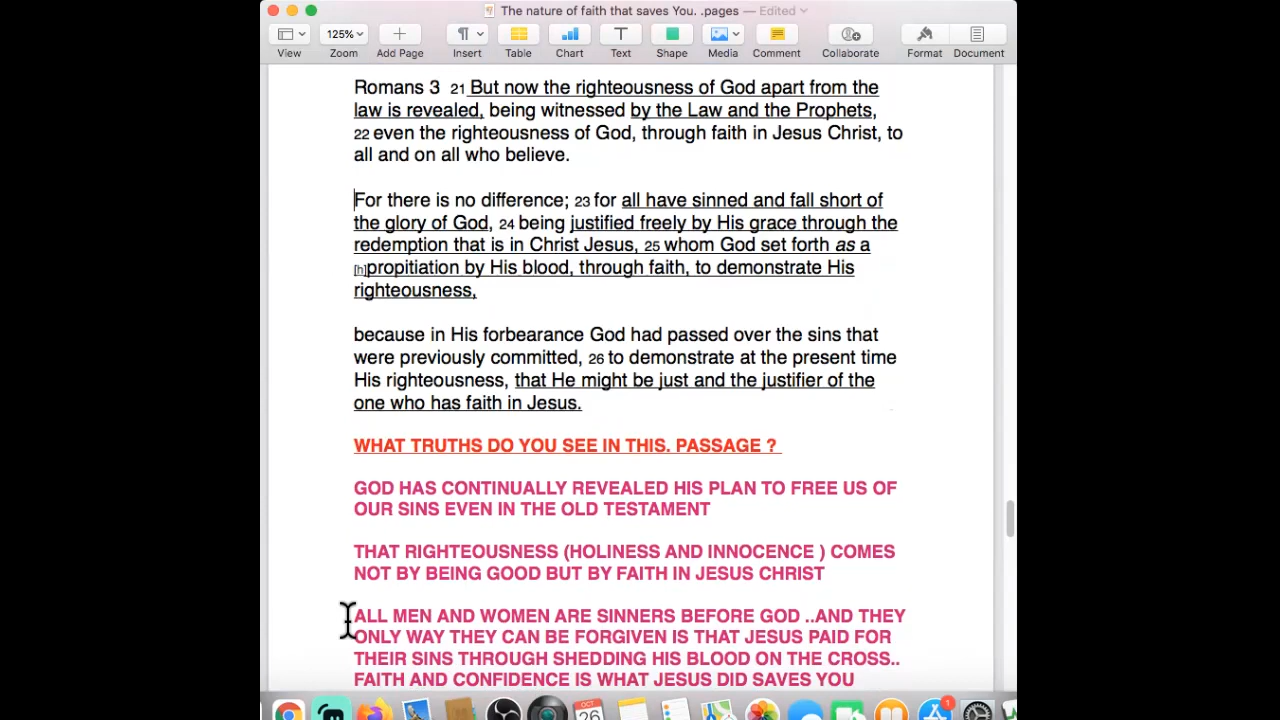 The nature of faith that saves You. .pages — Edited
125%
View
Zoom
Add Page
Insert
Table
Chart
Text
Shape
Media
Comment
Collaborate
Format
Document
Romans 3 21 But now the righteousness of God apart from the
law is revealed, being witnessed by the Law and the Prophets,
22 even the righteousness of God, through faith in Jesus Christ, to
all and on all who believe.
For there is no difference; 23 for all have sinned and fall short of
the glory of God, 24 being justified freely by His grace through the
redemption that is in Christ Jesus, 25 whom God set forth as a
[h]propitiation by His blood, through faith, to demonstrate His
righteousness,
because in His forbearance God had passed over the sins that
were previously committed, 26 to demonstrate at the present time
His righteousness, that He might be just and the justifier of the
one who has faith in Jesus.
WHAT TRUTHS DO YOU SEE IN THIS. PASSAGE ?
GOD HAS CONTINUALLY REVEALED HIS PLAN TO FREE US OF
OUR SINS EVEN IN THE OLD TESTAMENT
THAT RIGHTEOUSNESS (HOLINESS AND INNOCENCE ) COMES
NOT BY BEING GOOD BUT BY FAITH IN JESUS CHRIST
ALL MEN AND WOMEN ARE SINNERS BEFORE GOD ..AND THEY
ONLY WAY THEY CAN BE FORGIVEN IS THAT JESUS PAID FOR
THEIR SINS THROUGH SHEDDING HIS BLOOD ON THE CROSS..
FAITH AND CONFIDENCE IS WHAT JESUS DID SAVES YOU
OCT
26
1